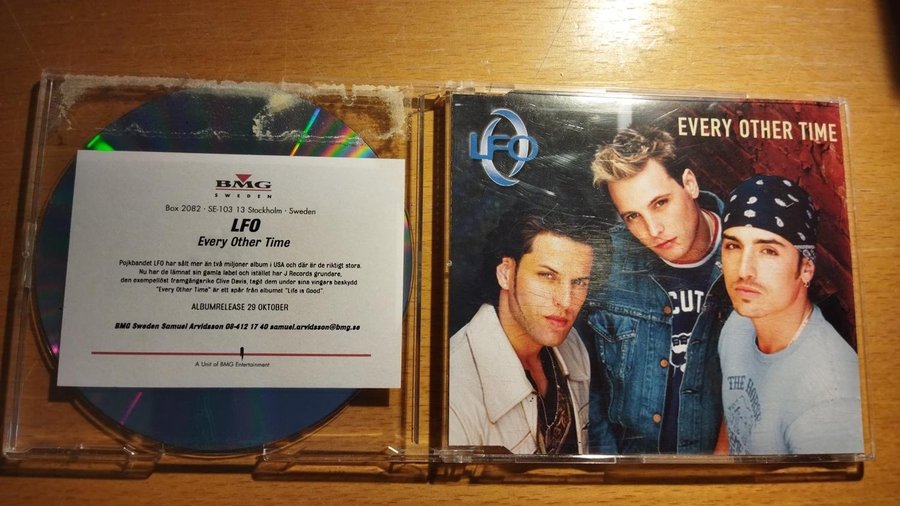 BMG
SWEDEN
Box 2082 · SE-103 13 Stockholm · Sweden
LFO
Every Other Time
Pojkbandet LFO har sålt mer än två miljoner album i USA och där är de riktigt stora.
Nu har de lämnat sin gamla label och istället har J Records grundare,
den exempellöst framgångsrike Clive Davis, tagit dem under sina vingars beskydd
"Every Other Time" är ett spår från albumet "Life is Good".
ALBUMRELEASE 29 OKTOBER
BMG Sweden Samuel Arvidsson 08-412 17 40 samuel.arvidsson@bmg.se
A Unit of BMG Entertainment
LFO
EVERY OTHER TIME
CUT
THE